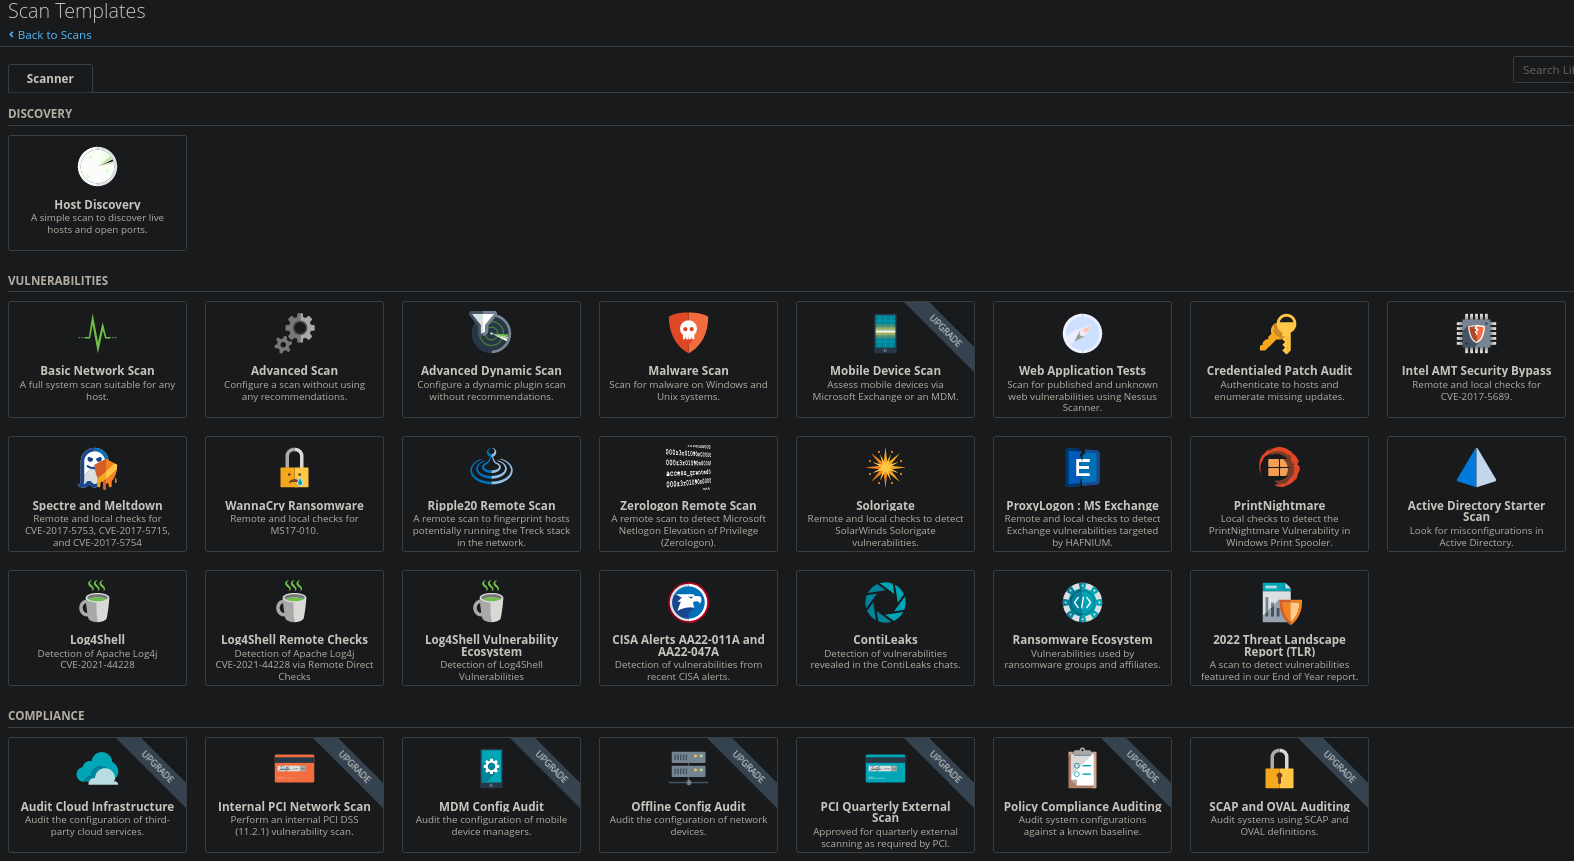 Scan Templates
Back to Scans
Scanner
Search Li
DISCOVERY
Host Discovery
A simple scan to discover live
hosts and open ports.
VULNERABILITIES
Basic Network Scan
A full system scan suitable for any
host.
Advanced Scan
Configure a scan without using
any recommendations.
Advanced Dynamic Scan
Configure a dynamic plugin scan
without recommendations.
Malware Scan
Scan for malware on Windows and
Unix systems.
UPGRADE
Mobile Device Scan
Assess mobile devices via
Microsoft Exchange or an MDM.
Web Application Tests
Scan for published and unknown
web vulnerabilities using Nessus
Scanner.
Credentialed Patch Audit
Authenticate to hosts and
enumerate missing updates.
Intel AMT Security Bypass
Remote and local checks for
CVE-2017-5689.
Spectre and Meltdown
Remote and local checks for
CVE-2017-5753, CVE-2017-5715,
and CVE-2017-5754
WannaCry Ransomware
Remote and local checks for
MS17-010.
Ripple20 Remote Scan
A remote scan to fingerprint hosts
potentially running the Treck stack
in the network.
Zerologon Remote Scan
A remote scan to detect Microsoft
Netlogon Elevation of Privilege
(Zerologon).
Solorigate
Remote and local checks to detect
SolarWinds Solorigate
vulnerabilities.
E
ProxyLogon : MS Exchange
Remote and local checks to detect
Exchange vulnerabilities targeted
by HAFNIUM.
PrintNightmare
Local checks to detect the
PrintNightmare Vulnerability in
Windows Print Spooler.
Active Directory Starter
Scan
Look for misconfigurations in
Active Directory.
Log4Shell
Detection of Apache Log4j
CVE-2021-44228
Log4Shell Remote Checks
Detection of Apache Log4j
CVE-2021-44228 via Remote Direct
Checks
Log4Shell Vulnerability
Ecosystem
Detection of Log4Shell
Vulnerabilities
CISA Alerts AA22-011A and
AA22-047A
Detection of vulnerabilities from
recent CISA alerts.
ContiLeaks
Detection of vulnerabilities
revealed in the ContiLeaks chats.
</>
Ransomware Ecosystem
Vulnerabilities used by
ransomware groups and affiliates.
2022 Threat Landscape
Report (TLR)
A scan to detect vulnerabilities
featured in our End of Year report.
COMPLIANCE
UPGRADE
Audit Cloud Infrastructure
Audit the configuration of third-
party cloud services.
UPGRADE
Internal PCI Network Scan
Perform an internal PCI DSS
(11.2.1) vulnerability scan.
UPGRADE
MDM Config Audit
Audit the configuration of mobile
device managers.
UPGRADE
Offline Config Audit
Audit the configuration of network
devices.
UPGRADE
PCI Quarterly External
Scan
Approved for quarterly external
scanning as required by PCI.
UPGRADE
Policy Compliance Auditing
Audit system configurations
against a known baseline.
UPGRADE
SCAP and OVAL Auditing
Audit systems using SCAP and
OVAL definitions.